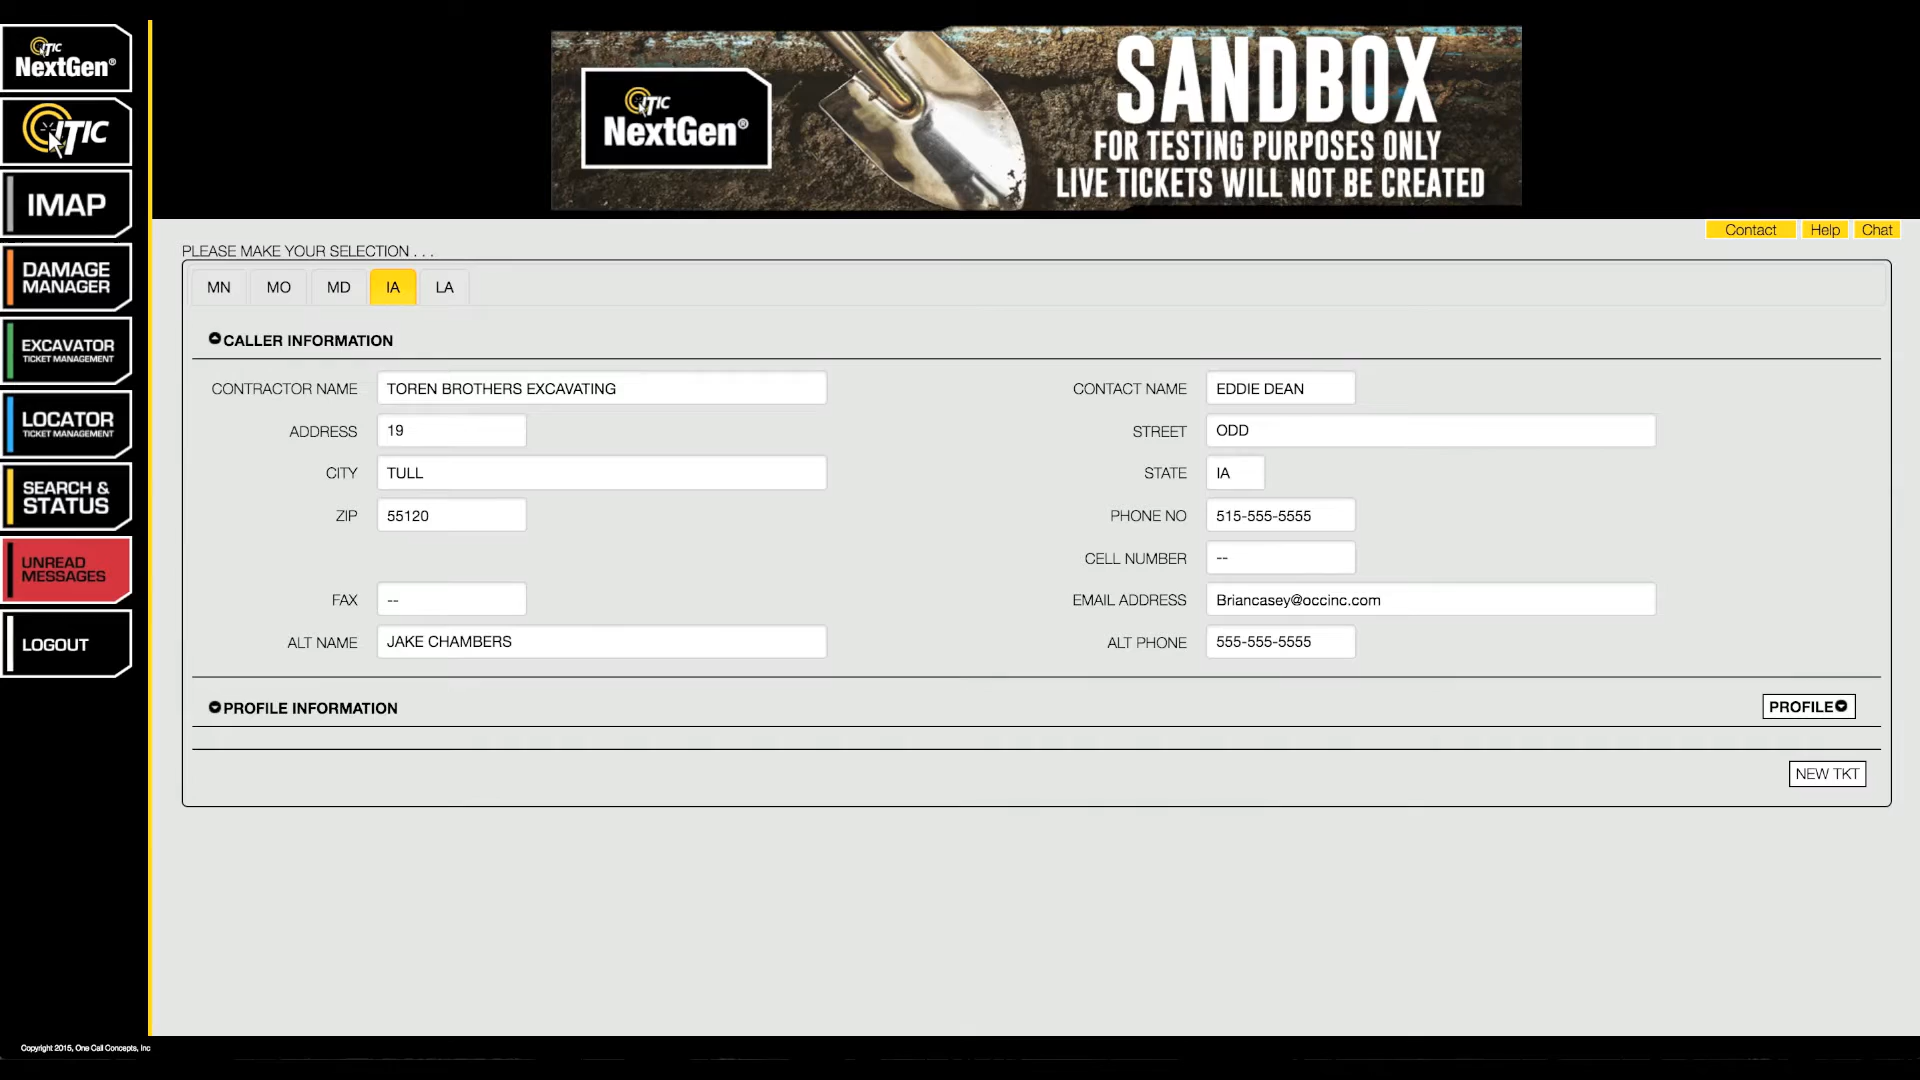 ITIC
NextGen®
ITIC
IMAP
DAMAGE
MANAGER
EXCAVATOR
TICKET MANAGEMENT
LOCATOR
TICKET MANAGEMENT
SEARCH &
STATUS
UNREAD
MESSAGES
LOGOUT
Copyright 2015, One Call Concepts, Inc
ITIC
NextGen®
SANDBOX
FOR TESTING PURPOSES ONLY
LIVE TICKETS WILL NOT BE CREATED
Contact Help Chat
PLEASE MAKE YOUR SELECTION . . .
MN MO MD IA LA
CALLER INFORMATION
CONTRACTOR NAME TOREN BROTHERS EXCAVATING CONTACT NAME EDDIE DEAN
ADDRESS 19 STREET ODD
CITY TULL STATE IA
ZIP 55120 PHONE NO 515-555-5555
CELL NUMBER --
FAX -- EMAIL ADDRESS Briancasey@occinc.com
ALT NAME JAKE CHAMBERS ALT PHONE 555-555-5555
PROFILE INFORMATION PROFILE
NEW TKT